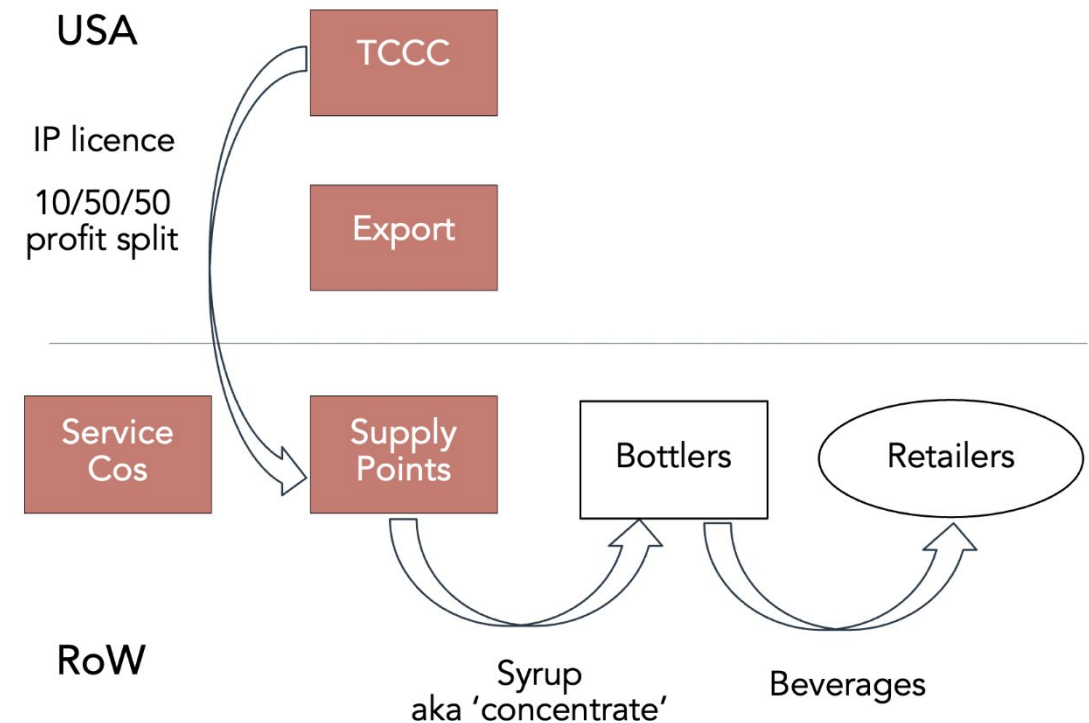 USA
TCCC
IP licence
10/50/50
profit split
Export
Service
Cos
Supply
Points
Bottlers
Retailers
RoW
Syrup
aka ‘concentrate’
Beverages